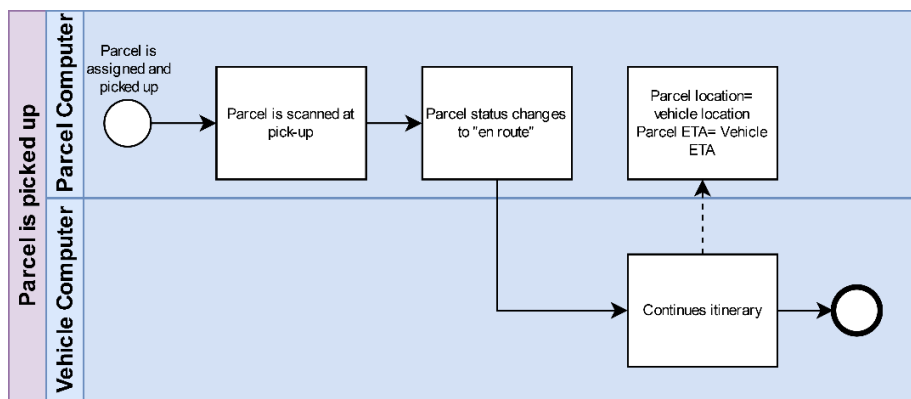 Parcel is picked up
Parcel Computer
Parcel is
assigned and
picked up
Parcel is scanned at
pick-up
Parcel status changes
to "en route"
Parcel location=
vehicle location
Parcel ETA= Vehicle
ETA
Vehicle Computer
Continues itinerary